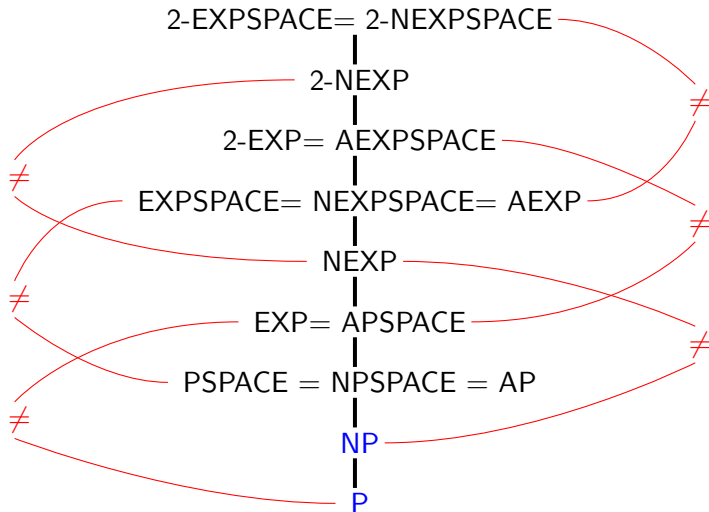 2-EXPSPACE= 2-NEXPSPACE
2-NEXP
≠
2-EXP= AEXPSPACE
≠
EXPSPACE= NEXPSPACE= AEXP
≠
NEXP
≠
EXP= APSPACE
≠
PSPACE = NPSPACE = AP
≠
NP
P